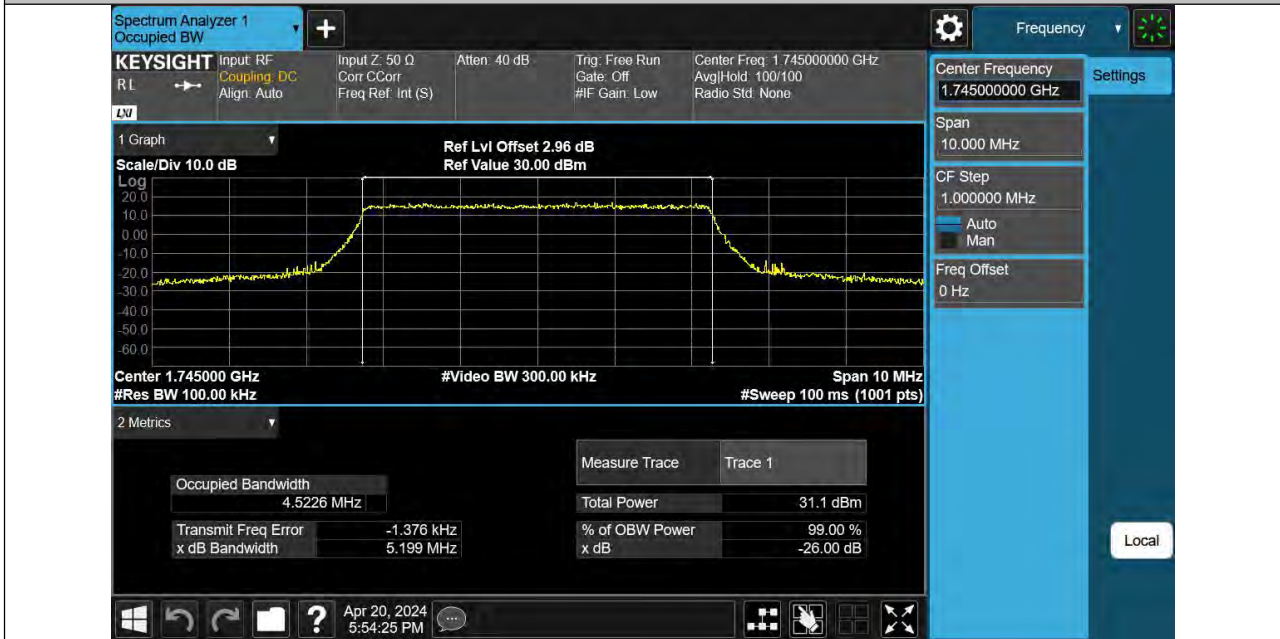 Spectrum Analyzer 1
Occupied BW
+
Frequency
KEYSIGHT
RL
LXI
Input: RF
Coupling: DC
Align: Auto
Input Z: 50 Ω
Corr CCorr
Freq Ref: Int (S)
Atten: 40 dB
Trig: Free Run
Gate: Off
#IF Gain: Low
Center Freq: 1.745000000 GHz
Avg|Hold: 100/100
Radio Std: None
Center Frequency
1.745000000 GHz
Settings
Span
10.000 MHz
CF Step
1.000000 MHz
Auto
Man
Freq Offset
0 Hz
Local
1 Graph
Scale/Div 10.0 dB
Ref Lvl Offset 2.96 dB
Ref Value 30.00 dBm
Log
20.0
10.0
0.00
-10.0
-20.0
-30.0
-40.0
-50.0
-60.0
Center 1.745000 GHz
#Video BW 300.00 kHz
Span 10 MHz
#Res BW 100.00 kHz
#Sweep 100 ms (1001 pts)
2 Metrics
Measure Trace
Trace 1
Occupied Bandwidth
4.5226 MHz
Total Power
31.1 dBm
Transmit Freq Error
-1.376 kHz
% of OBW Power
99.00 %
x dB Bandwidth
5.199 MHz
x dB
-26.00 dB
?
Apr 20, 2024
5:54:25 PM